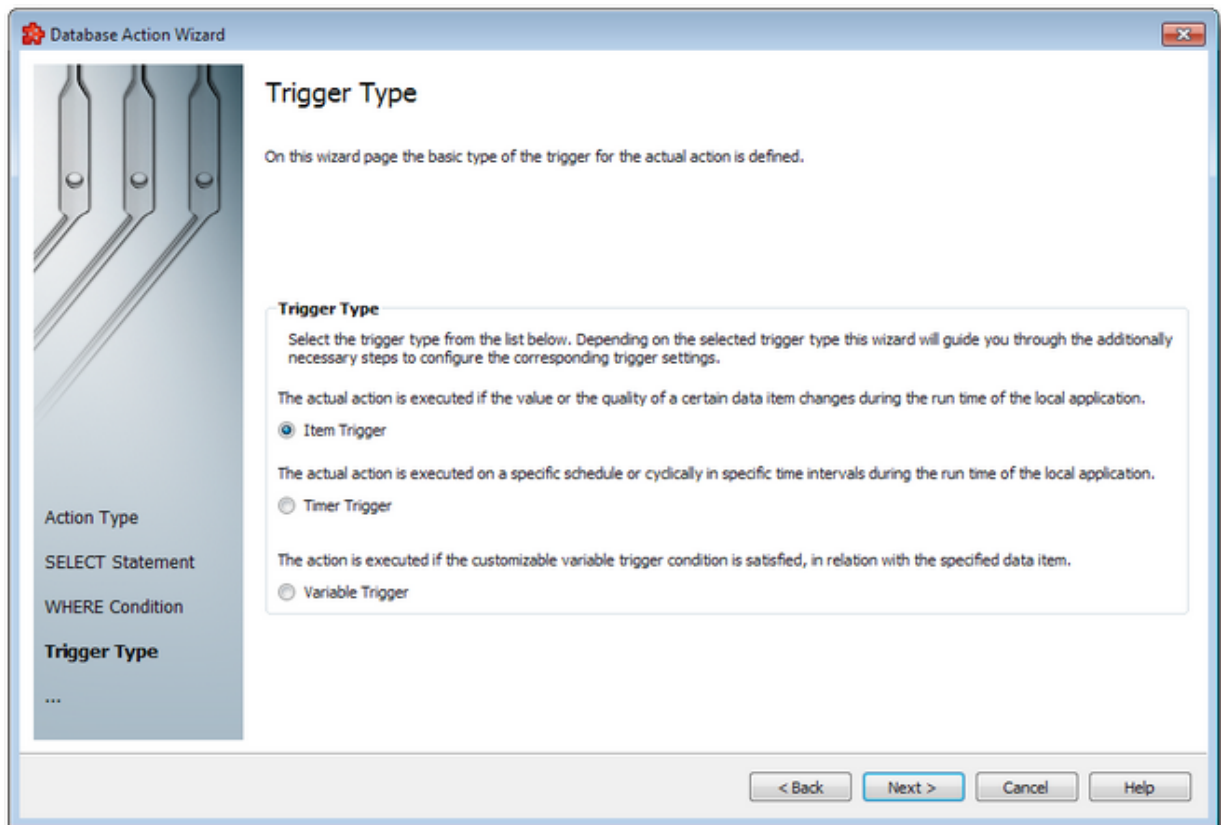 Database Action Wizard
Trigger Type
On this wizard page the basic type of the trigger for the actual action is defined.
Trigger Type
Select the trigger type from the list below. Depending on the selected trigger type this wizard will guide you through the additionally
necessary steps to configure the corresponding trigger settings.
The actual action is executed if the value or the quality of a certain data item changes during the run time of the local application.
Item Trigger
The actual action is executed on a specific schedule or cyclically in specific time intervals during the run time of the local application.
Timer Trigger
The action is executed if the customizable variable trigger condition is satisfied, in relation with the specified data item.
Variable Trigger
Action Type
SELECT Statement
WHERE Condition
Trigger Type
...
< Back
Next >
Cancel
Help